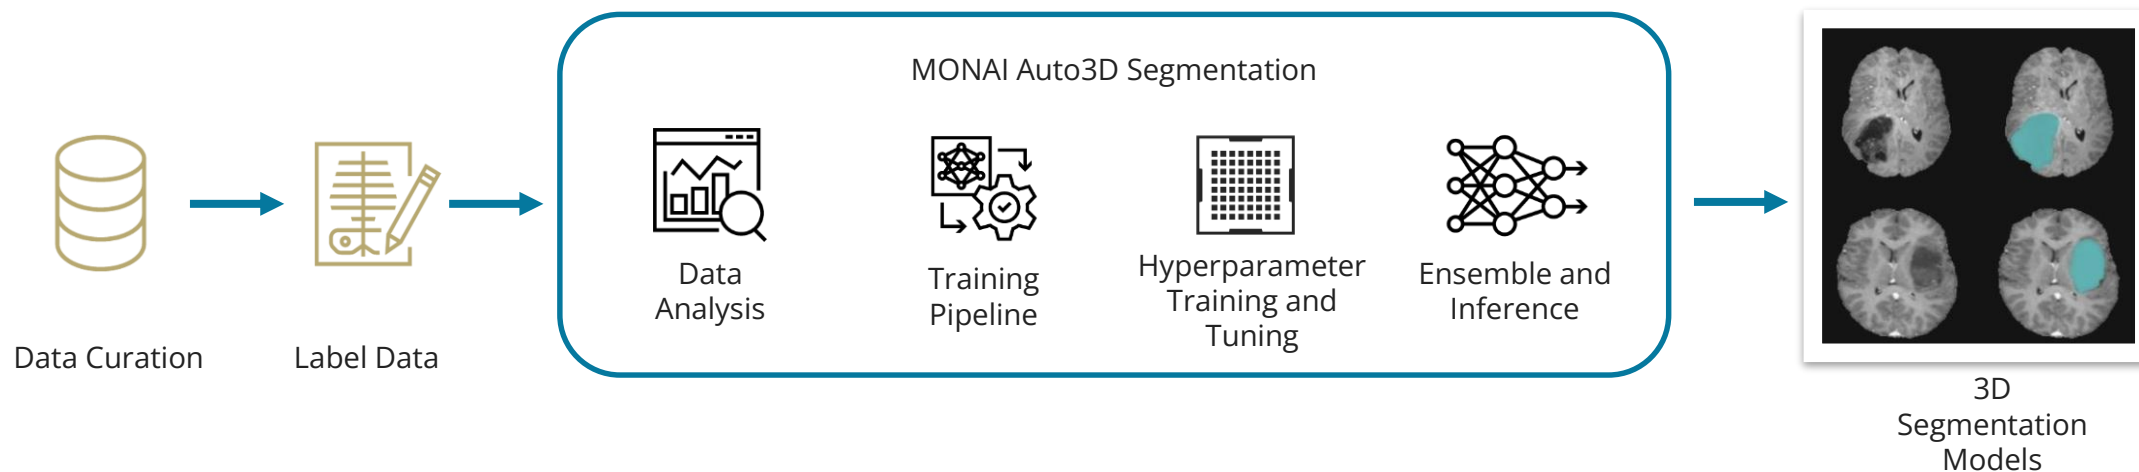 MONAI Auto3D Segmentation
Data Curation
Label Data
Data
Analysis
Training
Pipeline
Hyperparameter
Training and
Tuning
Ensemble and
Inference
3D
Segmentation
Models